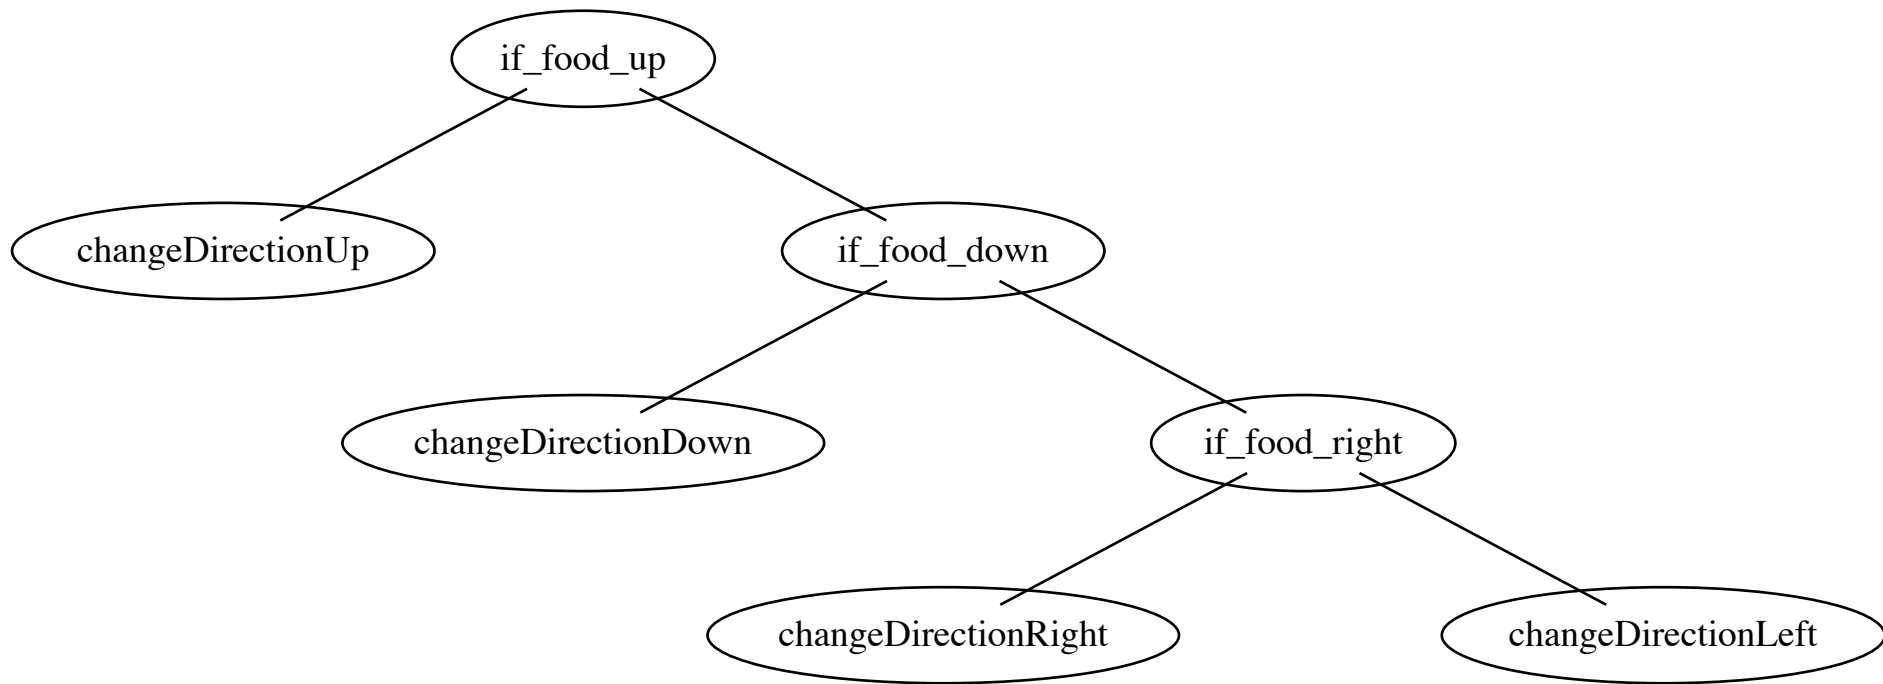 if_food_up
changeDirectionUp
if_food_down
changeDirectionDown
if_food_right
changeDirectionRight
changeDirectionLeft